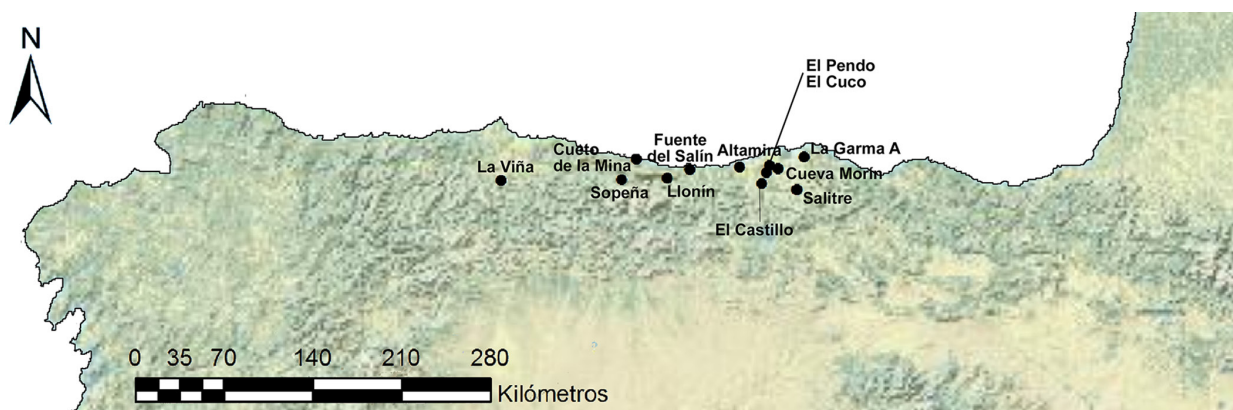 N
El Pendo
El Cuco
Fuente
del Salín
Altamira
La Garma A
Cueto
de la Mina
La Viña
Cueva Morín
Sopeña
Llonín
Salitre
El Castillo
0 35 70 140 210 280
Kilómetros